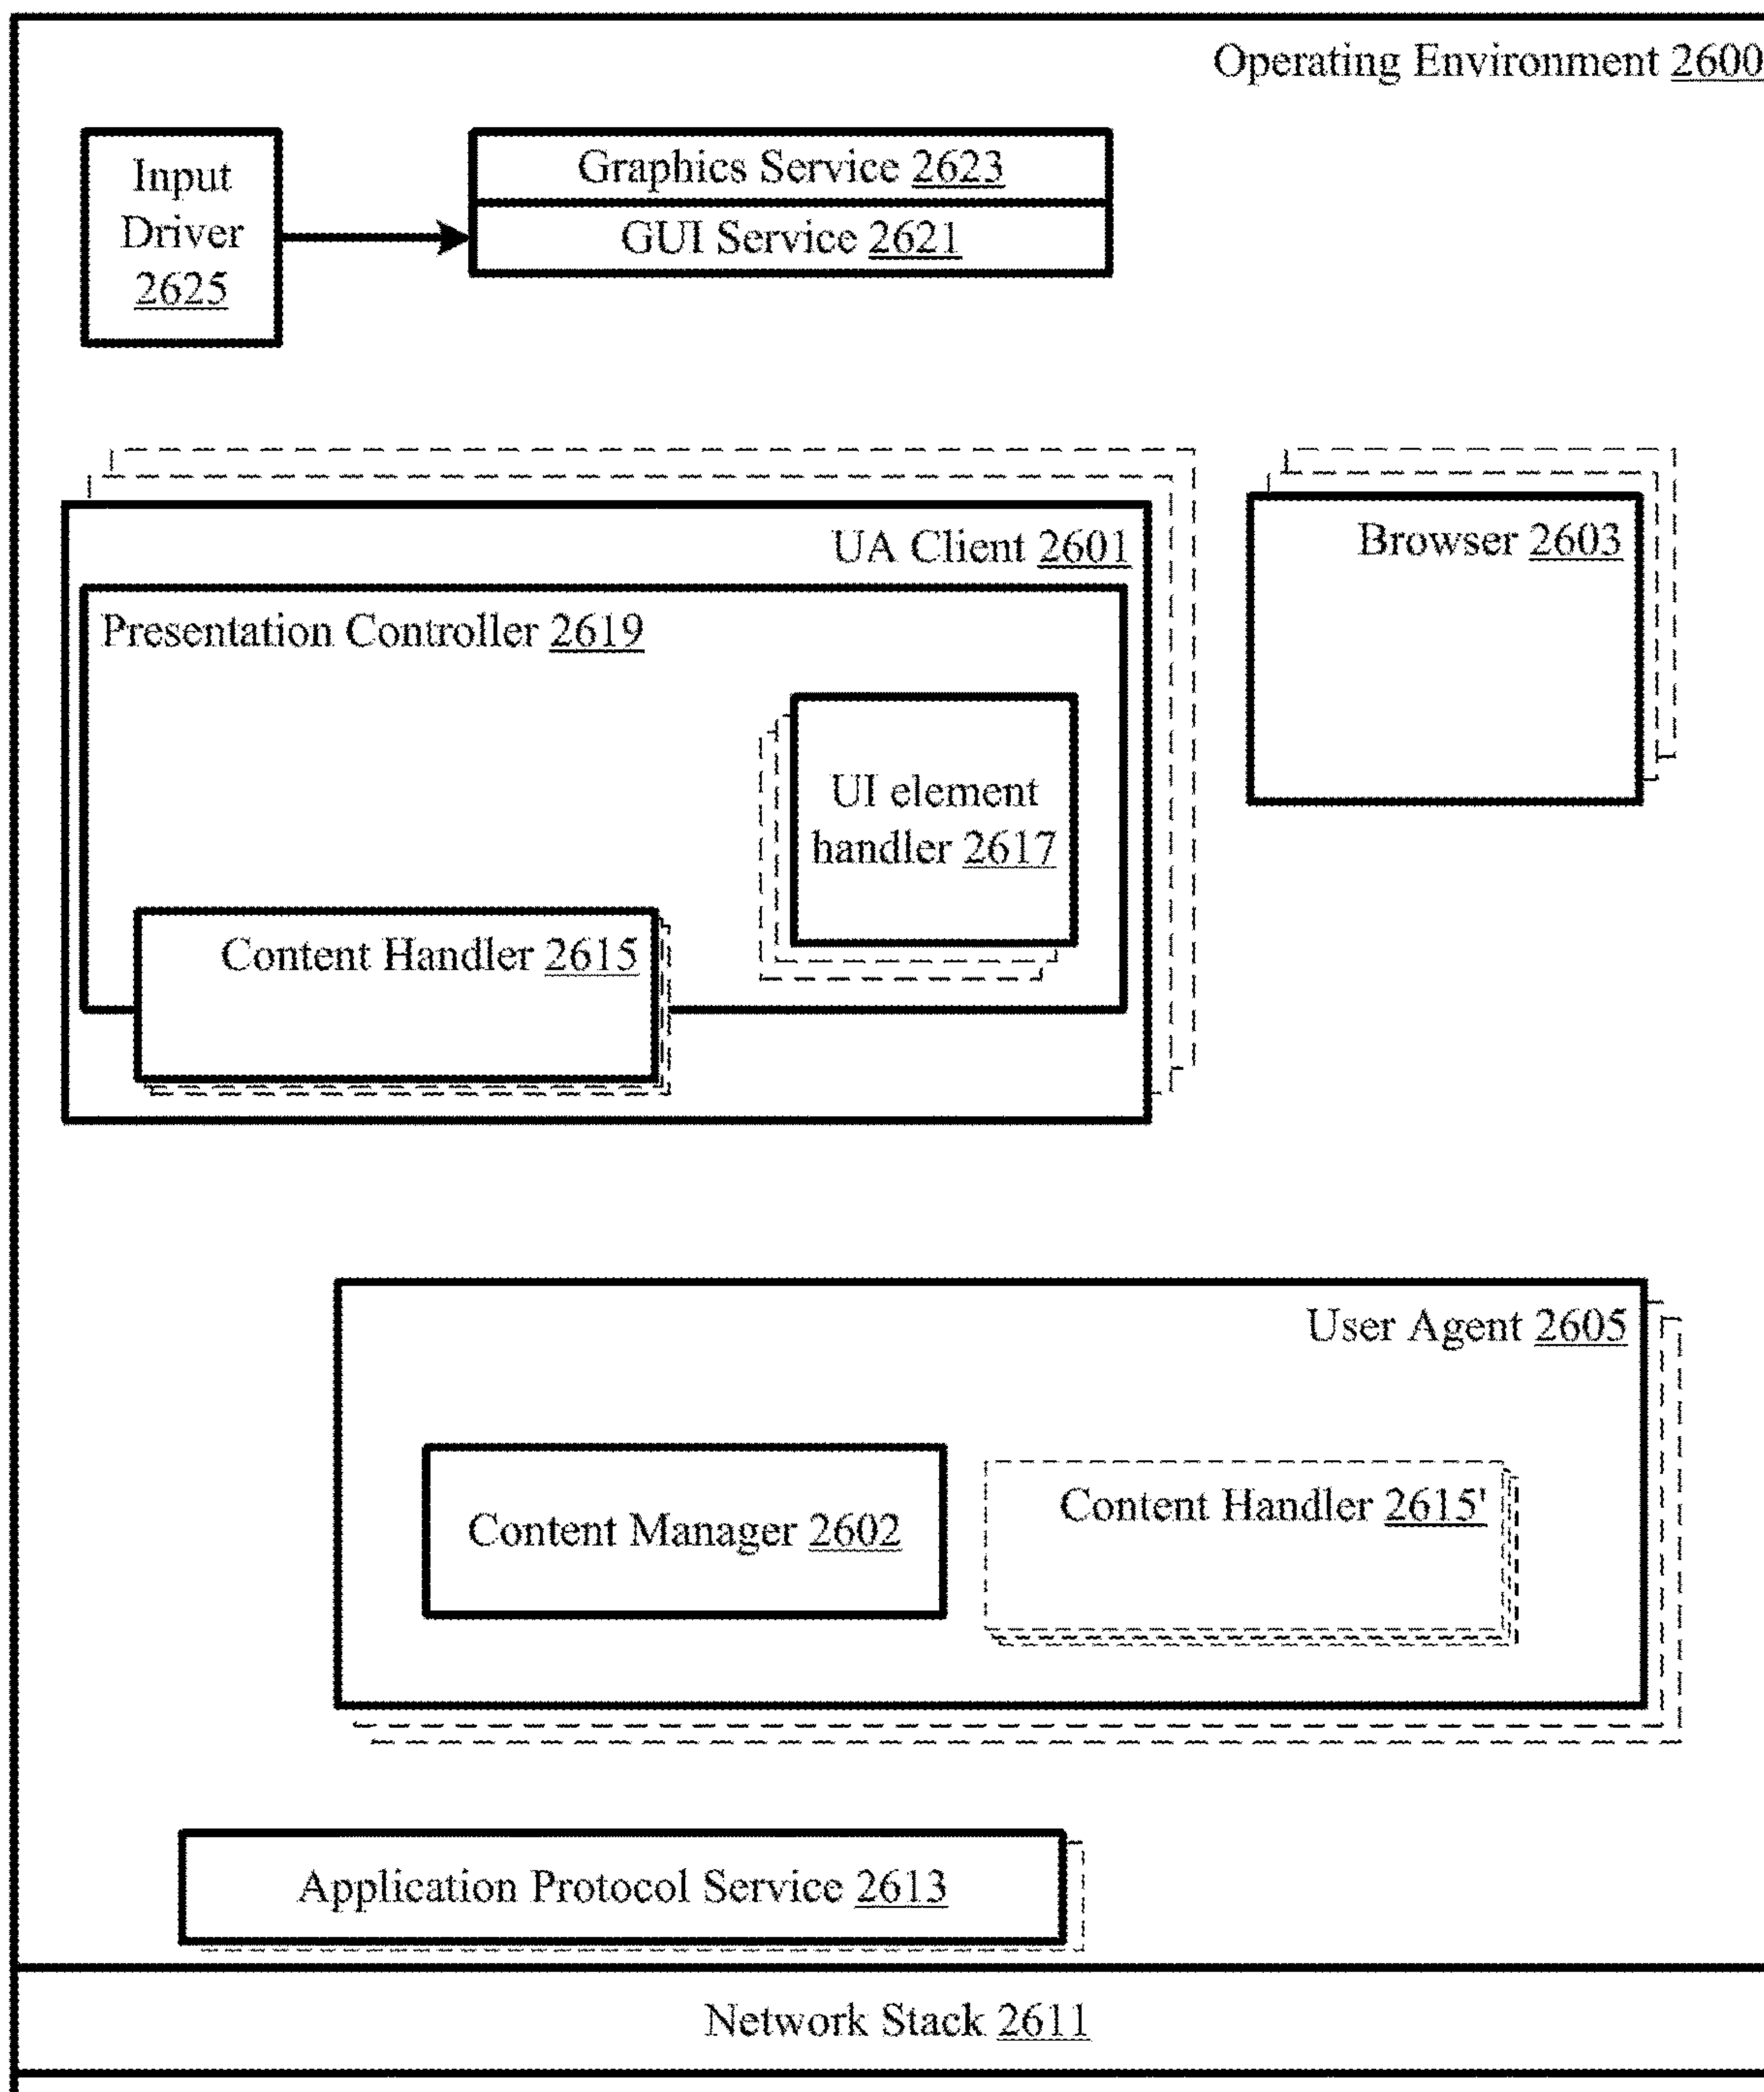 Operating Environment 2600
Input
Driver
2625
Graphics Service 2623
GUI Service 2621
UA Client 2601
Browser 2603
Presentation Controller 2619
UI element
handler 2617
Content Handler 2615
User Agent 2605
Content Manager 2602
Content Handler 2615'
Application Protocol Service 2613
Network Stack 2611